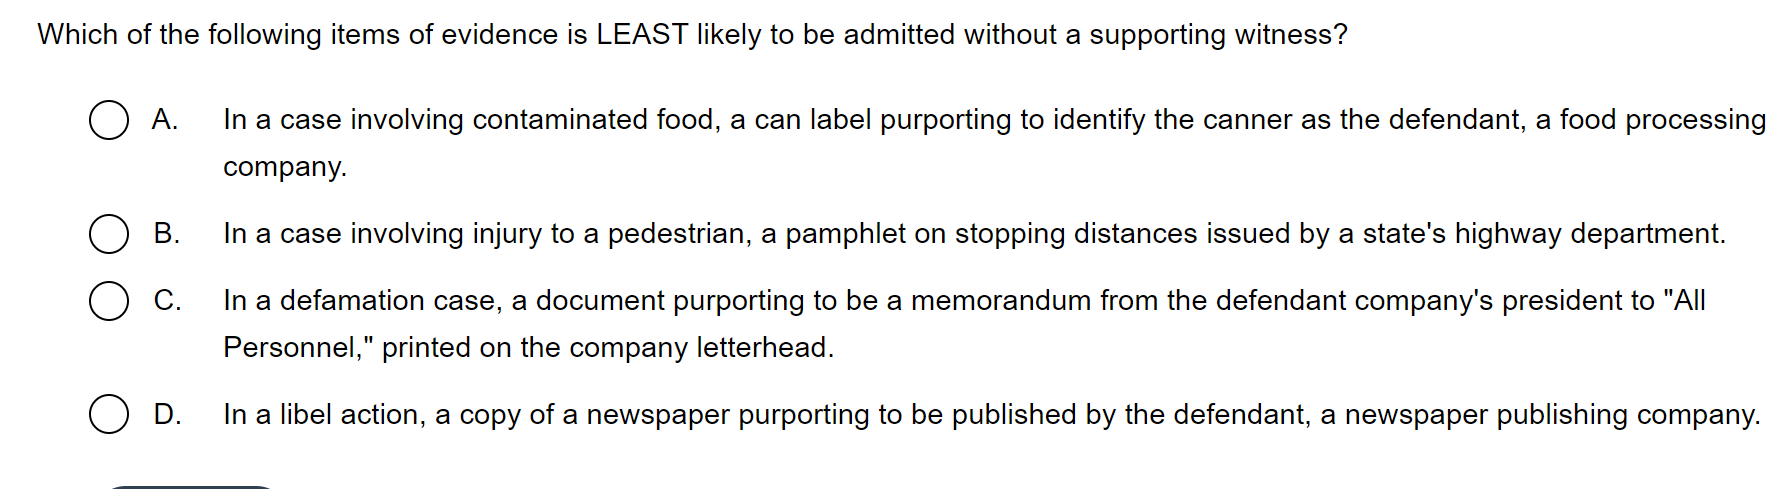 Which of the following items of evidence is LEAST likely to be admitted without a supporting witness?
A. In a case involving contaminated food, a can label purporting to identify the canner as the defendant, a food processing
company.
B. In a case involving injury to a pedestrian, a pamphlet on stopping distances issued by a state's highway department.
C. In a defamation case, a document purporting to be a memorandum from the defendant company's president to "All
Personnel," printed on the company letterhead.
D. In a libel action, a copy of a newspaper purporting to be published by the defendant, a newspaper publishing company.